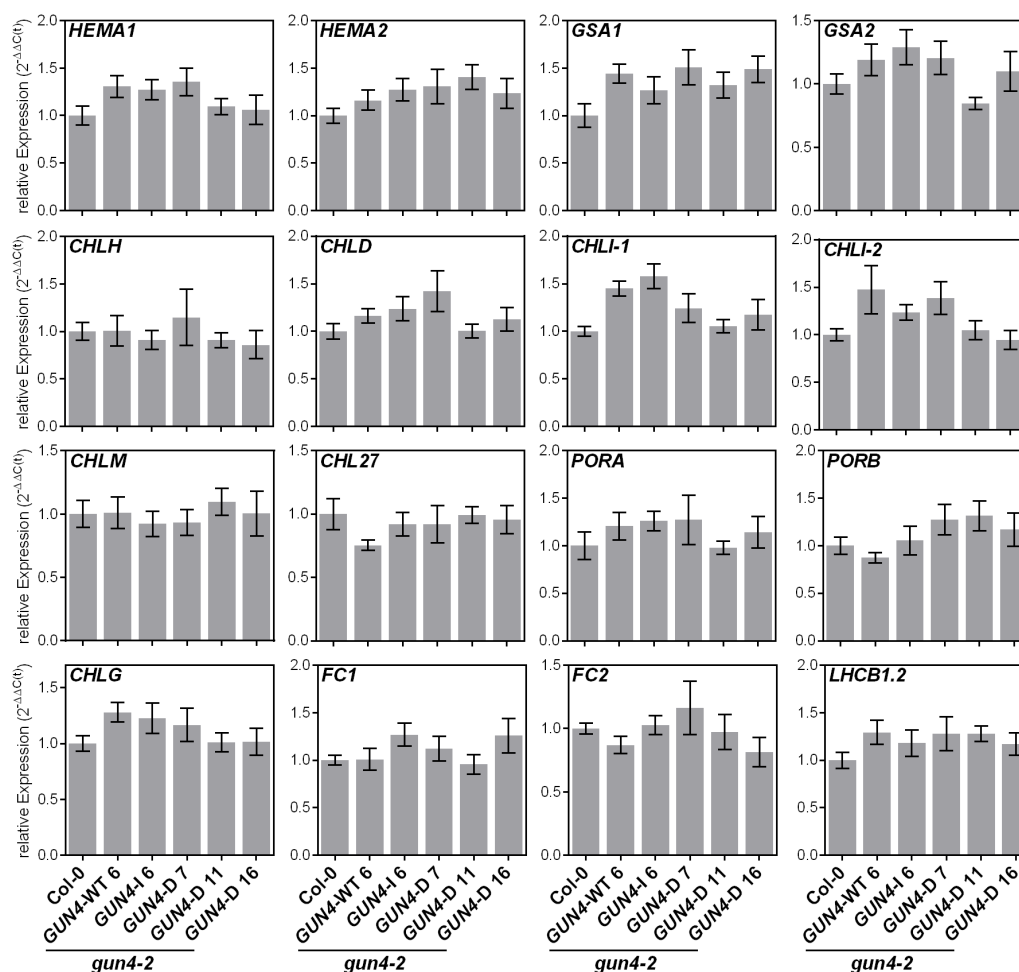 HEMA1 HEMA2 GSA1 GSA2
relative Expression (2^-ΔΔC(t))
2.0 1.5 1.0 0.5 0.0
2.0 1.5 1.0 0.5 0.0
2.0 1.5 1.0 0.5 0.0
1.5 1.0 0.5 0.0
CHLH CHLD CHLI-1 CHLI-2
relative Expression (2^-ΔΔC(t))
2.0 1.5 1.0 0.5 0.0
2.0 1.5 1.0 0.5 0.0
2.0 1.5 1.0 0.5 0.0
2.0 1.5 1.0 0.5 0.0
CHLM CHL27 PORA PORB
relative Expression (2^-ΔΔC(t))
1.5 1.0 0.5 0.0
1.5 1.0 0.5 0.0
2.0 1.5 1.0 0.5 0.0
2.0 1.5 1.0 0.5 0.0
CHLG FC1 FC2 LHCB1.2
relative Expression (2^-ΔΔC(t))
1.5 1.0 0.5 0.0
2.0 1.5 1.0 0.5 0.0
1.5 1.0 0.5 0.0
2.0 1.5 1.0 0.5 0.0
Col-0 GUN4-WT 6 GUN4-I 6 GUN4-D 7 GUN4-D 11 GUN4-D 16
Col-0 GUN4-WT 6 GUN4-I 6 GUN4-D 7 GUN4-D 11 GUN4-D 16
Col-0 GUN4-WT 6 GUN4-I 6 GUN4-D 7 GUN4-D 11 GUN4-D 16
Col-0 GUN4-WT 6 GUN4-I 6 GUN4-D 7 GUN4-D 11 GUN4-D 16
gun4-2 gun4-2 gun4-2 gun4-2